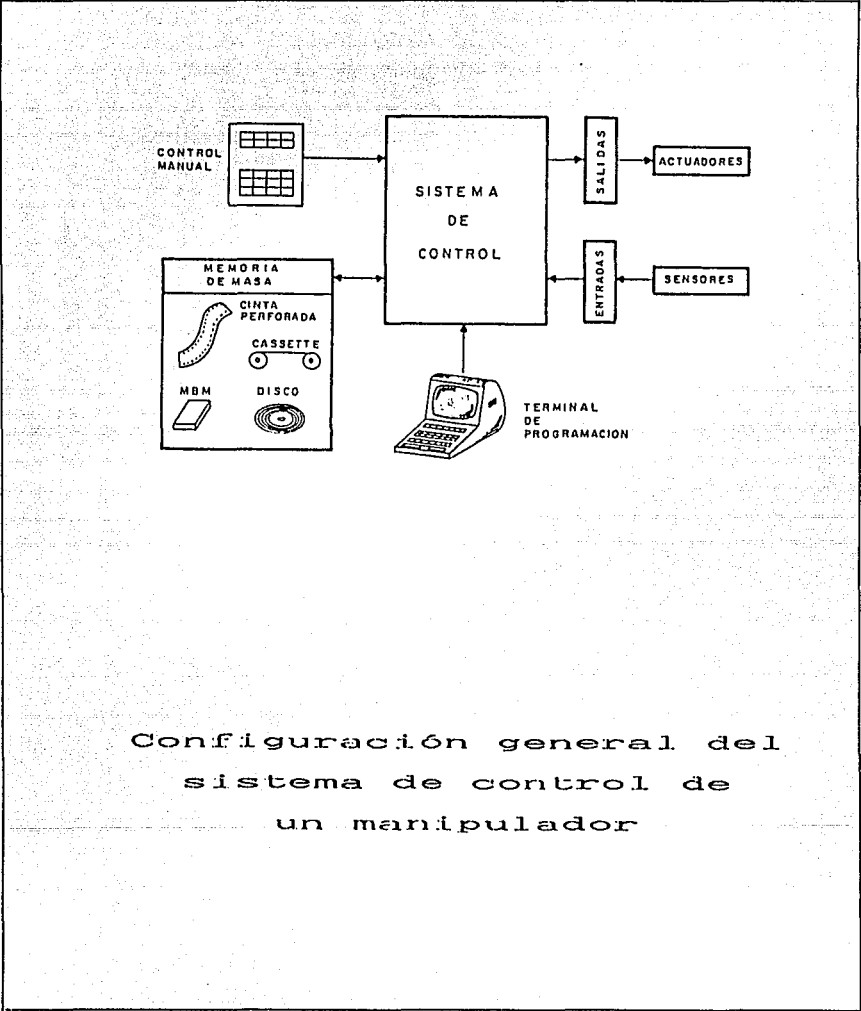 CONTROL
MANUAL
SISTEMA
DE
CONTROL
SALIDAS
ACTUADORES
ENTRADAS
SENSORES
MEMORIA
DE MASA
CINTA
PERFORADA
CASSETTE
MBM
DISCO
TERMINAL
DE
PROGRAMACION
Configuración general del
sistema de control de
un manipulador